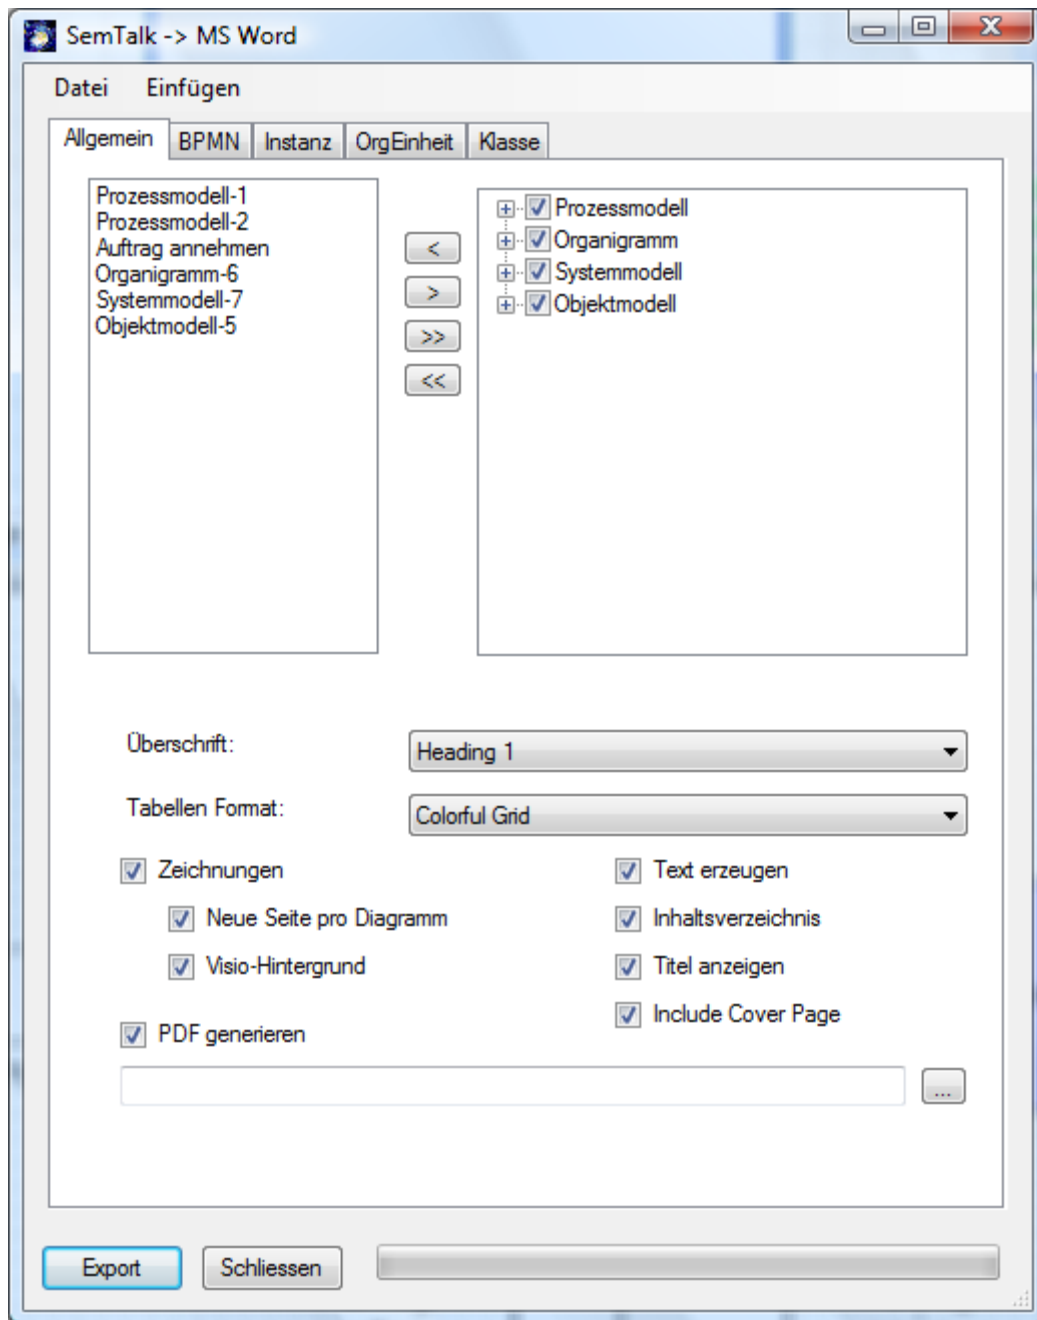 SemTalk -> MS Word
Datei Einfügen
Allgemein BPMN Instanz OrgEinheit Klasse
Prozessmodell-1
Prozessmodell-2
Auftrag annehmen
Organigramm-6
Systemmodell-7
Objektmodell-5
<
>
>>
<<
Prozessmodell
Organigramm
Systemmodell
Objektmodell
Überschrift: Heading 1
Tabellen Format: Colorful Grid
Zeichnungen
Neue Seite pro Diagramm
Visio-Hintergrund
PDF generieren
Text erzeugen
Inhaltsverzeichnis
Titel anzeigen
Include Cover Page
...
Export Schliessen